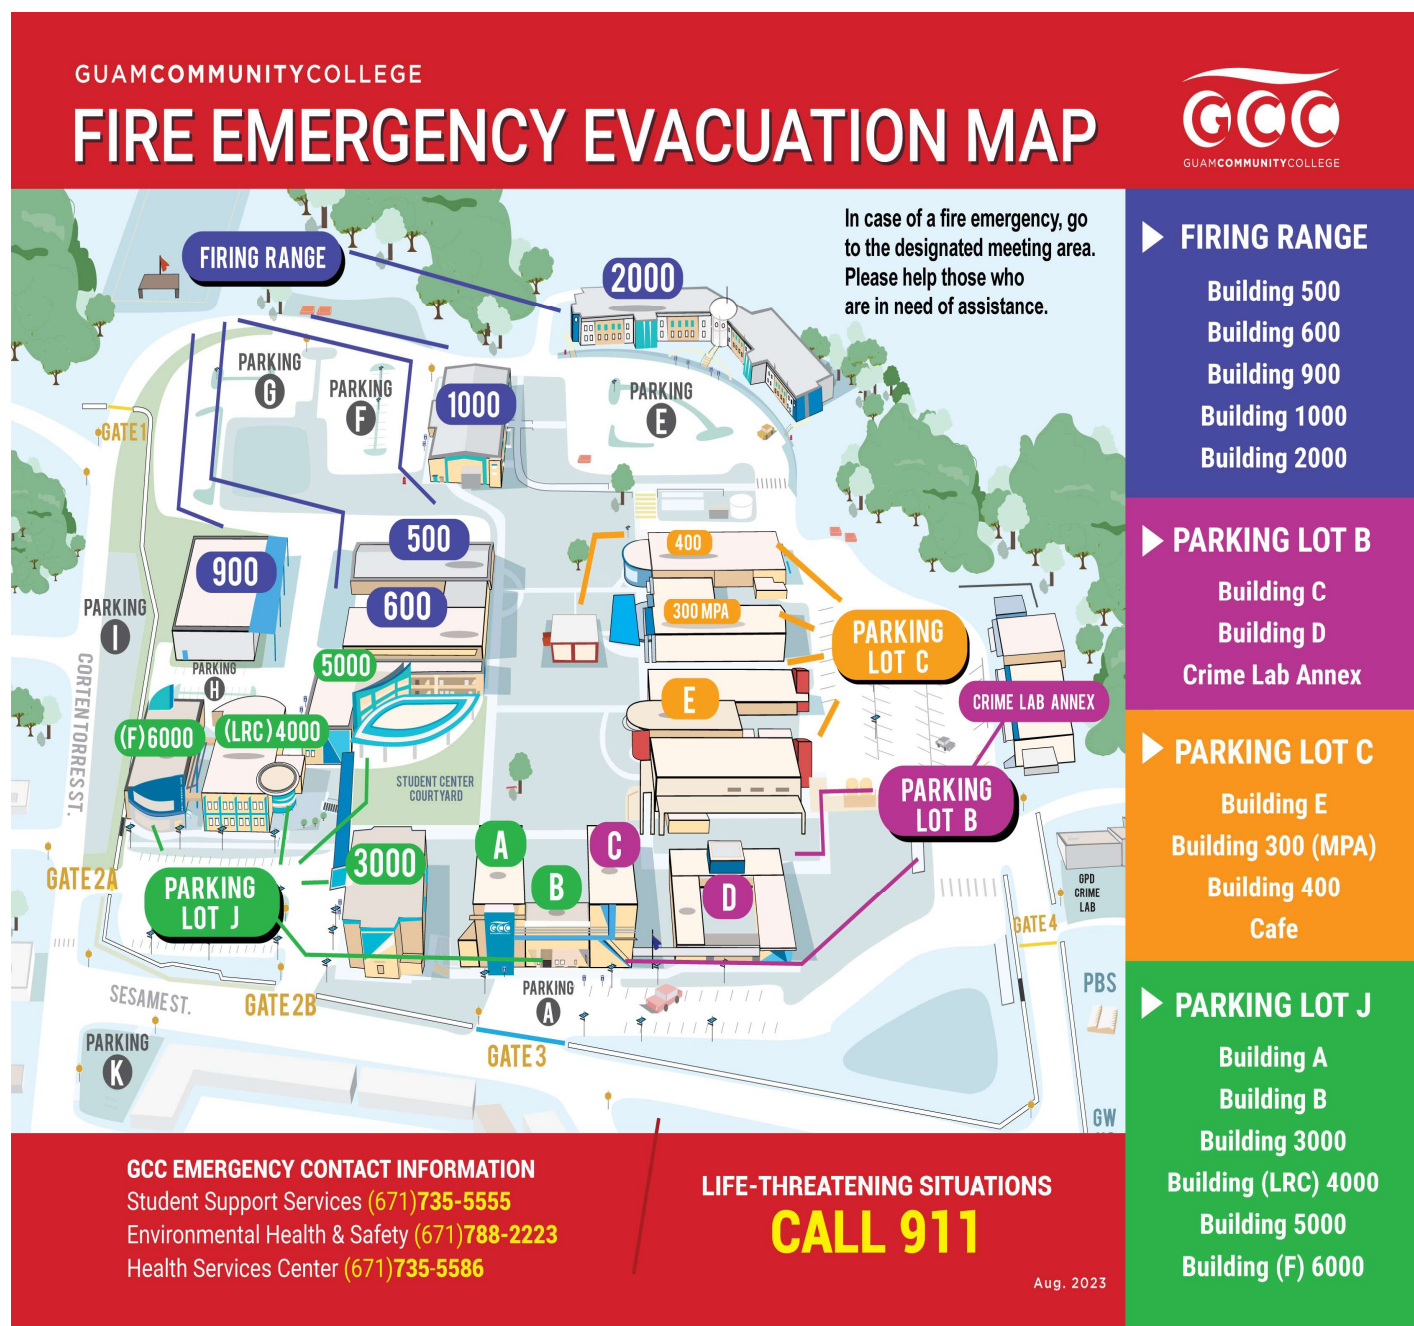 GUAMCOMMUNITYCOLLEGE
FIRE EMERGENCY EVACUATION MAP
GCC
GUAMCOMMUNITYCOLLEGE
In case of a fire emergency, go
to the designated meeting area.
Please help those who
are in need of assistance.
FIRING RANGE
2000
PARKING
G
PARKING
F
1000
PARKING
E
GATE 1
500
400
900
600
300 MPA
PARKING
I
PARKING
LOT C
5000
PARKING
H
E
CRIME LAB ANNEX
(F) 6000
(LRC) 4000
CORTEN TORRES ST.
STUDENT CENTER
COURTYARD
PARKING
LOT B
A
C
3000
B
D
GATE 2A
PARKING
LOT J
GPD
CRIME
LAB
GCC
GATE 4
PBS
SESAME ST.
GATE 2B
PARKING
A
PARKING
K
GATE 3
GW
FIRING RANGE
Building 500
Building 600
Building 900
Building 1000
Building 2000
PARKING LOT B
Building C
Building D
Crime Lab Annex
PARKING LOT C
Building E
Building 300 (MPA)
Building 400
Cafe
PARKING LOT J
Building A
Building B
Building 3000
Building (LRC) 4000
Building 5000
Building (F) 6000
GCC EMERGENCY CONTACT INFORMATION
Student Support Services (671)735-5555
Environmental Health & Safety (671)788-2223
Health Services Center (671)735-5586
LIFE-THREATENING SITUATIONS
CALL 911
Aug. 2023